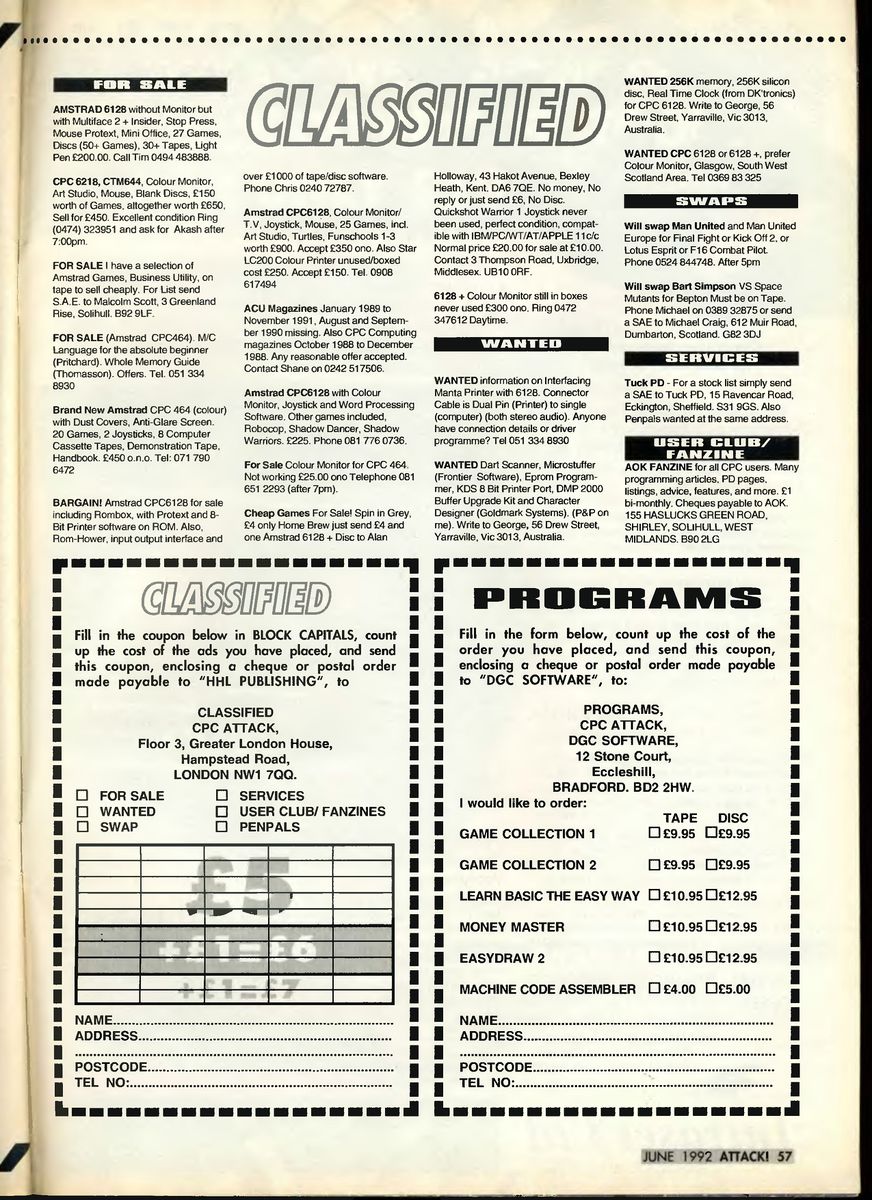 FOR SALE
AMSTRAD 6128 without Monitor but
with Multiface 2 + Insider, Stop Press,
Mouse Protext, Mini Office, 27 Games,
Discs (50+ Games), 30+ Tapes, Light
Pen £200.00. Call Tim 0494 483888.
CPC 6218, CTM644, Colour Monitor,
Art Studio, Mouse, Blank Discs, £150
worth of Games, altogether worth £650,
Sell for £450. Excellent condition Ring
(0474) 323951 and ask for Akash after
7:00pm.
FOR SALE I have a selection of
Amstrad Games, Business Utility, on
tape to sell cheaply. For List send
S.A.E. to Malcolm Scott, 3 Greenland
Rise, Solihull. B92 9LF.
FOR SALE (Amstrad CPC464). M/C
Language for the absolute beginner
(Pritchard). Whole Memory Guide
(Thomasson). Offers. Tel. 051 334
8930
Brand New Amstrad CPC 464 (colour)
with Dust Covers, Anti-Glare Screen.
20 Games, 2 Joysticks, 8 Computer
Cassette Tapes, Demonstration Tape,
Handbook. £450 o.n.o. Tel: 071 790
6472
BARGAIN! Amstrad CPC6128 for sale
including Rombox, with Protext and 8-
Bit Printer software on ROM. Also,
Rom-Hower, input output interface and
CLASSIFIED
over £1000 of tape/disc software.
Phone Chris 0240 72787.
Amstrad CPC6128, Colour Monitor/
T.V, Joystick, Mouse, 25 Games, incl.
Art Studio, Turtles, Funschools 1-3
worth £900. Accept £350 ono. Also Star
LC200 Colour Printer unused/boxed
cost £250. Accept £150. Tel. 0908
617494
ACU Magazines January 1989 to
November 1991, August and Septem-
ber 1990 missing. Also CPC Computing
magazines October 1988 to December
1988. Any reasonable offer accepted.
Contact Shane on 0242 517506.
Amstrad CPC6128 with Colour
Monitor, Joystick and Word Processing
Software. Other games included,
Robocop, Shadow Dancer, Shadow
Warriors. £225. Phone 081 776 0736.
For Sale Colour Monitor for CPC 464.
Not working £25.00 ono Telephone 081
651 2293 (after 7pm).
Cheap Games For Sale! Spin in Grey,
£4 only Home Brew just send £4 and
one Amstrad 6128 + Disc to Alan
Holloway, 43 Hakot Avenue, Bexley
Heath, Kent. DA6 7QE. No money, No
reply or just send £6, No Disc.
Quickshot Warrior 1 Joystick never
been used, perfect condition, compat-
ible with IBM/PC/WT/AT/APPLE 11c/c
Normal price £20.00 for sale at £10.00.
Contact 3 Thompson Road, Uxbridge,
Middlesex. UB10 0RF.
6128 + Colour Monitor still in boxes
never used £300 ono. Ring 0472
347612 Daytime.
WANTED
WANTED information on Interfacing
Manta Printer with 6128. Connector
Cable is Dual Pin (Printer) to single
(computer) (both stereo audio). Anyone
have connection details or driver
programme? Tel 051 334 8930
WANTED Dart Scanner, Microstuffer
(Frontier Software), Eprom Program-
mer, KDS 8 Bit Printer Port, DMP 2000
Buffer Upgrade Kit and Character
Designer (Goldmark Systems). (P&P on
me). Write to George, 56 Drew Street,
Yarraville, Vic 3013, Australia.
WANTED 256K memory, 256K silicon
disc, Real Time Clock (from DK'tronics)
for CPC 6128. Write to George, 56
Drew Street, Yarraville, Vic 3013,
Australia.
WANTED CPC 6128 or 6128 +, prefer
Colour Monitor, Glasgow, South West
Scotland Area. Tel 0369 83 325
SWAPS
Will swap Man United and Man United
Europe for Final Fight or Kick Off 2, or
Lotus Esprit or F16 Combat Pilot.
Phone 0524 844748. After 5pm
Will swap Bart Simpson VS Space
Mutants for Bepton Must be on Tape.
Phone Michael on 0389 32875 or send
a SAE to Michael Craig, 612 Muir Road,
Dumbarton, Scotland. G82 3DJ
SERVICES
Tuck PD - For a stock list simply send
a SAE to Tuck PD, 15 Ravencar Road,
Eckington, Sheffield. S31 9GS. Also
Penpals wanted at the same address.
USER CLUB/
FANZINE
AOK FANZINE for all CPC users. Many
programming articles. PD pages,
listings, advice, features, and more. £1
bi-monthly. Cheques payable to AOK.
155 HASLUCKS GREEN ROAD,
SHIRLEY, SOLIHULL, WEST
MIDLANDS. B90 2LG
CLASSIFIED
Fill in the coupon below in BLOCK CAPITALS, count
up the cost of the ads you have placed, and send
this coupon, enclosing a cheque or postal order
made payable to "HHL PUBLISHING", to
CLASSIFIED
CPC ATTACK,
Floor 3, Greater London House,
Hampstead Road,
LONDON NW1 7QQ.
FOR SALE SERVICES
WANTED USER CLUB/ FANZINES
SWAP PENPALS
£5
+£1=£6
+£1=£7
NAME
ADDRESS
POSTCODE
TEL NO:
PROGRAMS
Fill in the form below, count up the cost of the
order you have placed, and send this coupon,
enclosing a cheque or postal order made payable
to "DGC SOFTWARE", to:
PROGRAMS,
CPC ATTACK,
DGC SOFTWARE,
12 Stone Court,
Eccleshill,
BRADFORD. BD2 2HW.
I would like to order:
TAPE DISC
GAME COLLECTION 1 £9.95 £9.95
GAME COLLECTION 2 £9.95 £9.95
LEARN BASIC THE EASY WAY £10.95 £12.95
MONEY MASTER £10.95 £12.95
EASYDRAW 2 £10.95 £12.95
MACHINE CODE ASSEMBLER £4.00 £5.00
NAME
ADDRESS
POSTCODE
TEL NO:
JUNE 1992 ATTACK! 57